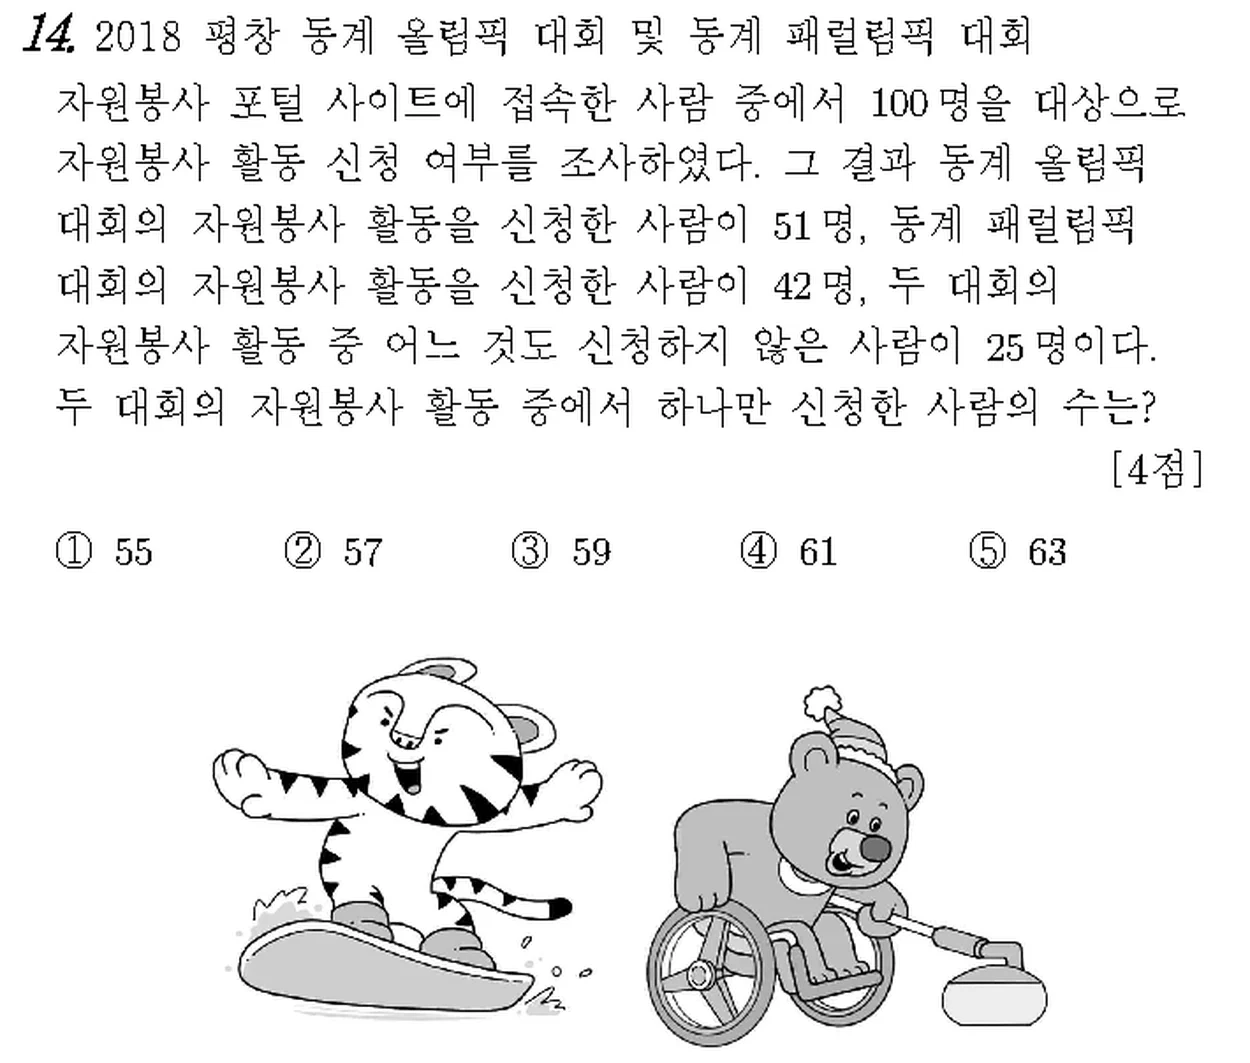 14. 2018 평창 동계 올림픽 대회 및 동계 패럴림픽 대회
자원봉사 포털 사이트에 접속한 사람 중에서 100명을 대상으로
자원봉사 활동 신청 여부를 조사하였다. 그 결과 동계 올림픽
대회의 자원봉사 활동을 신청한 사람이 51명, 동계 패럴림픽
대회의 자원봉사 활동을 신청한 사람이 42명, 두 대회의
자원봉사 활동 중 어느 것도 신청하지 않은 사람이 25명이다.
두 대회의 자원봉사 활동 중에서 하나만 신청한 사람의 수는?
[4점]
① 55 ② 57 ③ 59 ④ 61 ⑤ 63